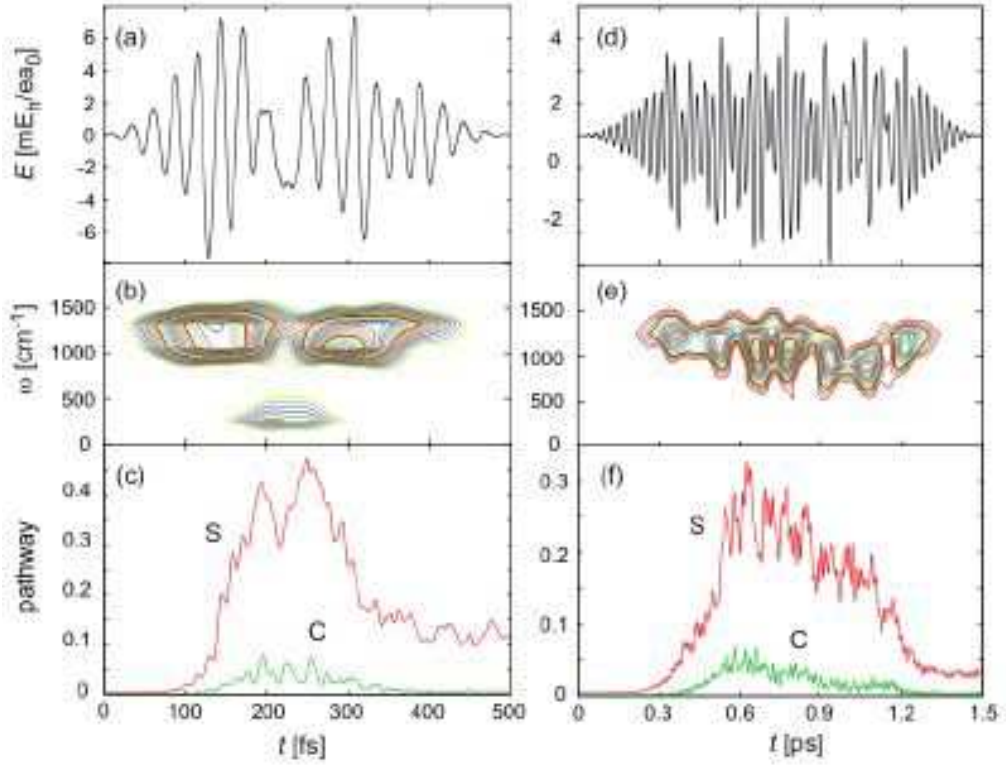 (a)
E [mE_h/ea_0]
6
4
2
0
-2
-4
-6
(d)
4
2
0
-2
(b)
ω [cm⁻¹]
1500
1000
500
0
(e)
1500
1000
500
0
(c)
pathway
0.4
0.3
0.2
0.1
0
S
C
0 100 200 300 400 500
t [fs]
(f)
0.3
0.2
0.1
0
S
C
0 0.3 0.6 0.9 1.2 1.5
t [ps]